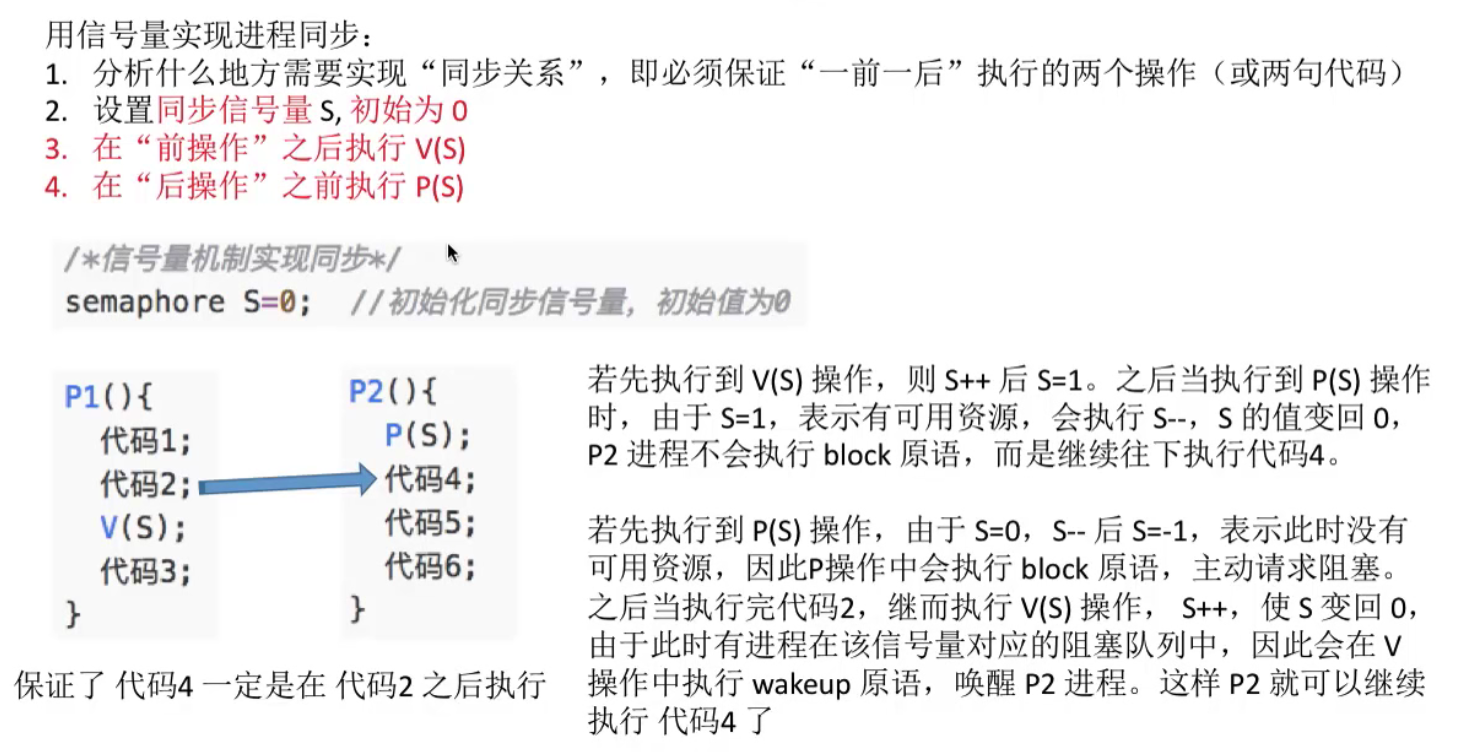 用信号量实现进程同步：
1. 分析什么地方需要实现“同步关系”，即必须保证“一前一后”执行的两个操作（或两句代码）
2. 设置同步信号量 S, 初始为 0
3. 在“前操作”之后执行 V(S)
4. 在“后操作”之前执行 P(S)
/*信号量机制实现同步*/
semaphore S=0; //初始化同步信号量，初始值为0
P1(){
代码1;
代码2;
V(S);
代码3;
}
P2(){
P(S);
代码4;
代码5;
代码6;
}
保证了 代码4 一定是在 代码2 之后执行
若先执行到 V(S) 操作，则 S++ 后 S=1。之后当执行到 P(S) 操作
时，由于 S=1，表示有可用资源，会执行 S--，S 的值变回 0，
P2 进程不会执行 block 原语，而是继续往下执行代码4。
若先执行到 P(S) 操作，由于 S=0，S-- 后 S=-1，表示此时没有
可用资源，因此P操作中会执行 block 原语，主动请求阻塞。
之后当执行完代码2，继而执行 V(S) 操作， S++，使 S 变回 0，
由于此时有进程在该信号量对应的阻塞队列中，因此会在 V
操作中执行 wakeup 原语，唤醒 P2 进程。这样 P2 就可以继续
执行 代码4 了